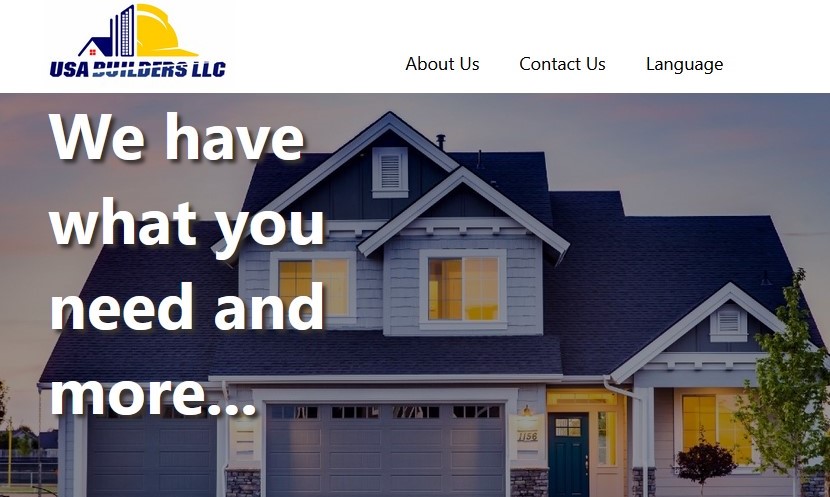 USA BUILDERS LLC
About Us Contact Us Language
We have
what you
need and
more...
1156